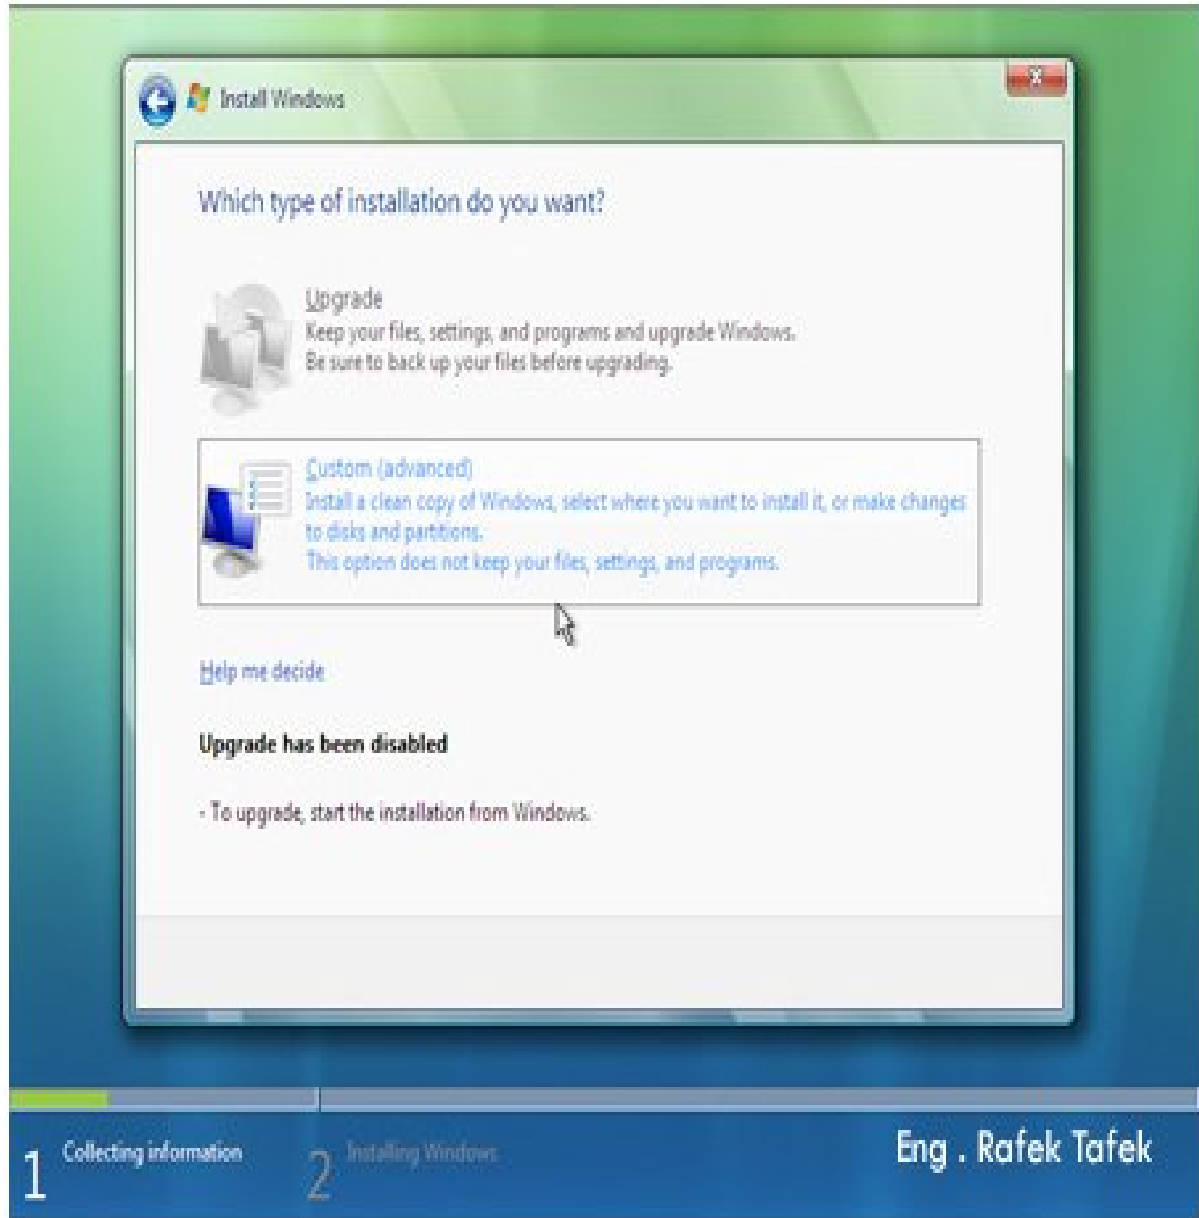 Install Windows
Which type of installation do you want?
Upgrade
Keep your files, settings, and programs and upgrade Windows.
Be sure to back up your files before upgrading.
Custom (advanced)
Install a clean copy of Windows, select where you want to install it, or make changes
to disks and partitions.
This option does not keep your files, settings, and programs.
Help me decide
Upgrade has been disabled
- To upgrade, start the installation from Windows.
1 Collecting information
2 Installing Windows
Eng . Rafek Tafek